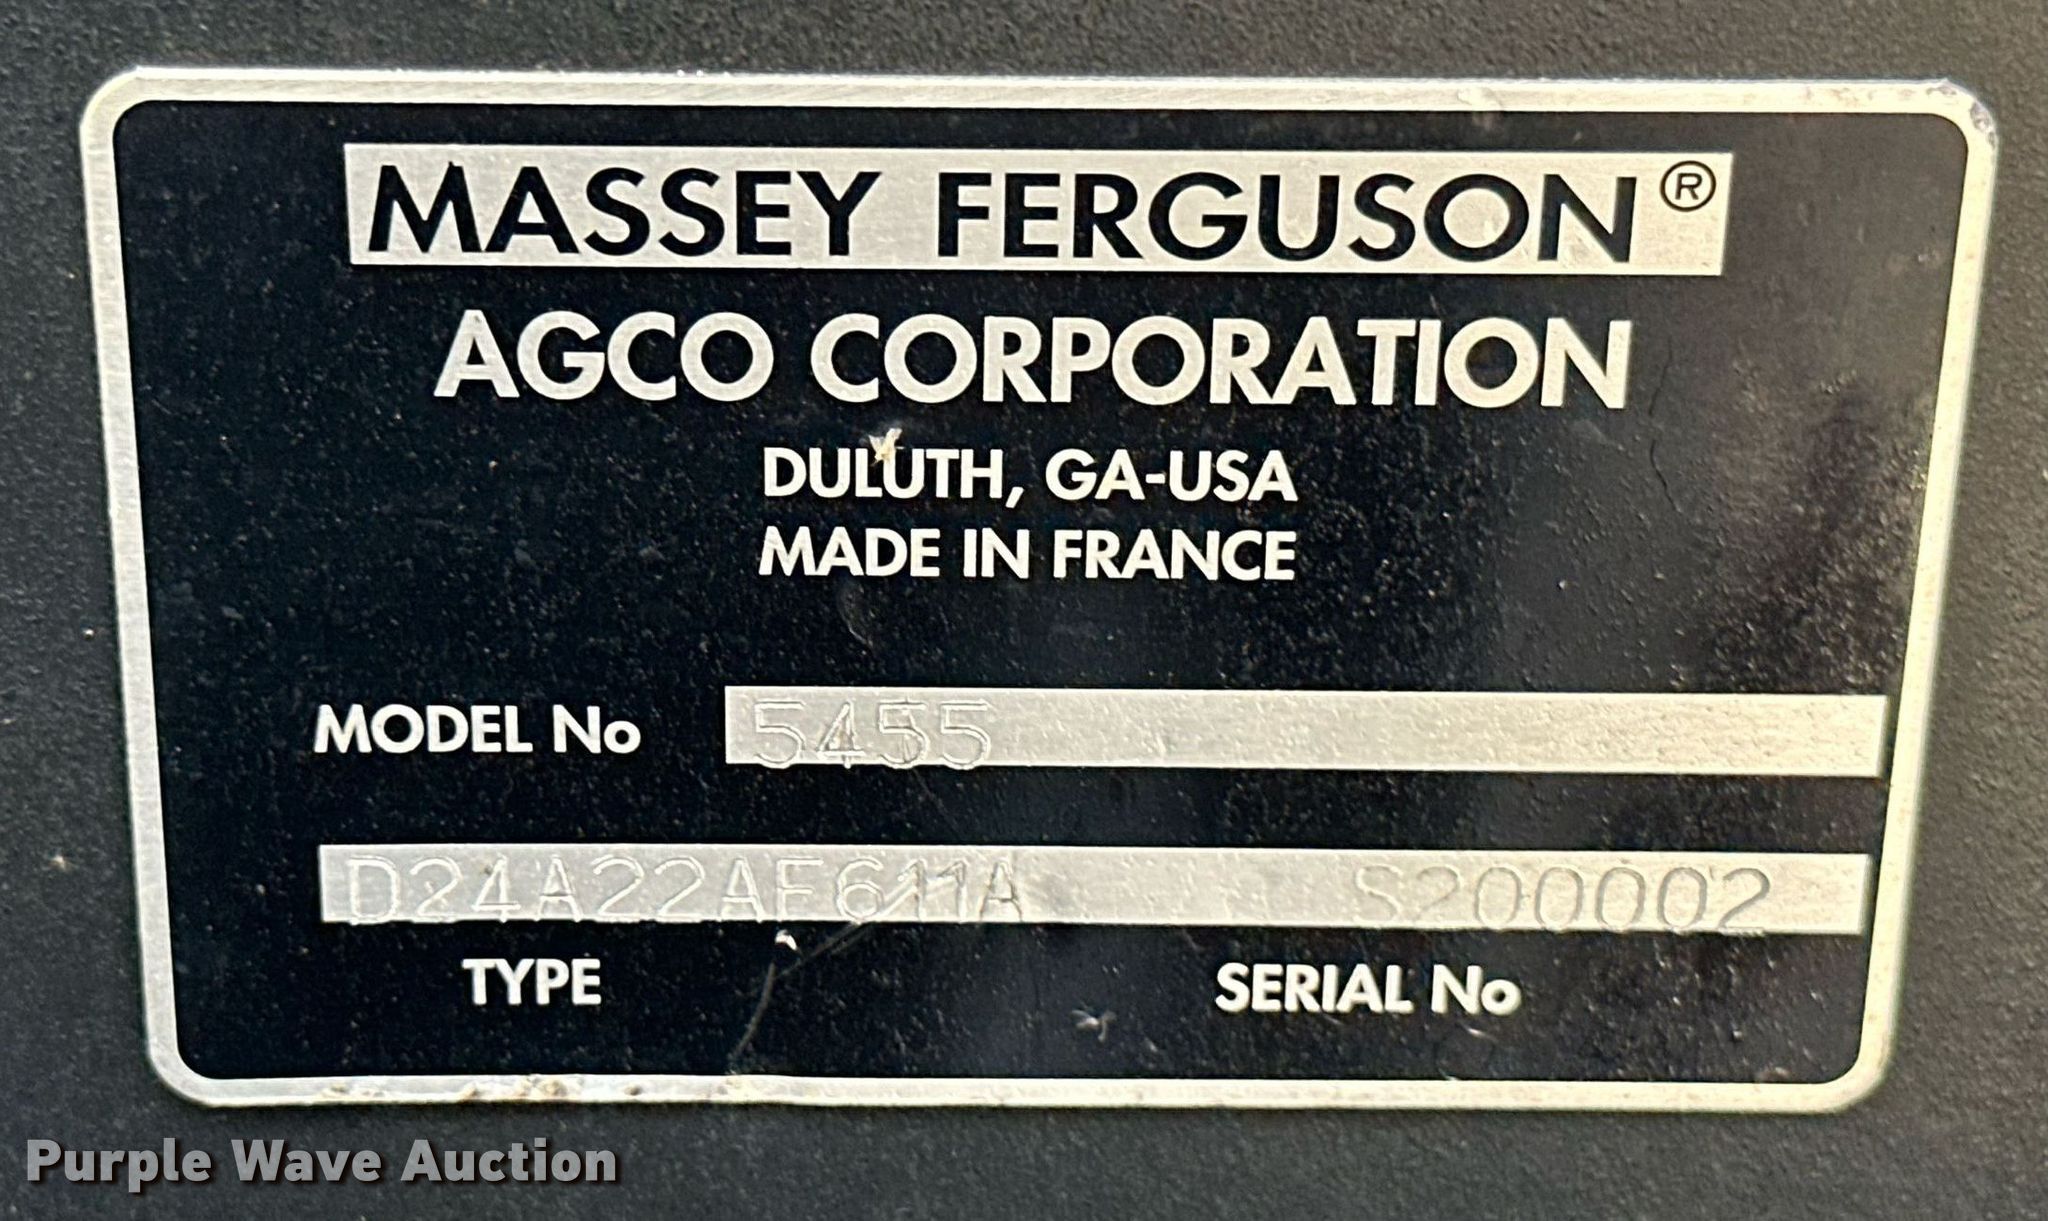 MASSEY FERGUSON®
AGCO CORPORATION
DULUTH, GA-USA
MADE IN FRANCE
MODEL No 5455
D24A22AF611A S200002
TYPE SERIAL No
Purple Wave Auction